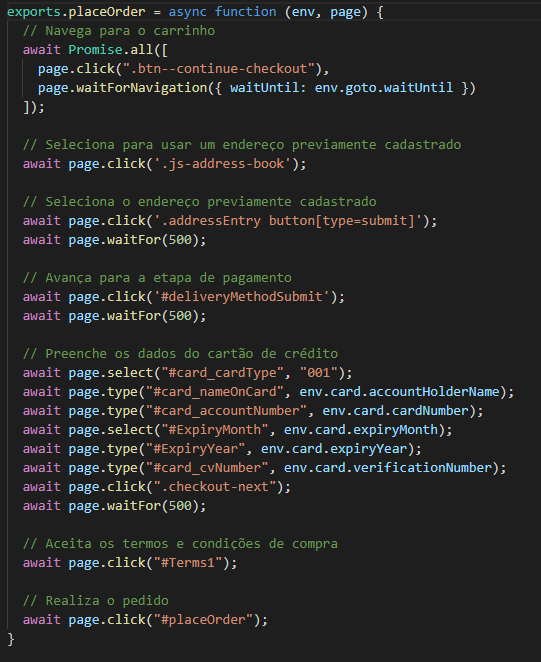 exports.placeOrder = async function (env, page) {
  // Navega para o carrinho
  await Promise.all([
    page.click(".btn--continue-checkout"),
    page.waitForNavigation({ waitUntil: env.goto.waitUntil })
  ]);

  // Seleciona para usar um endereço previamente cadastrado
  await page.click('.js-address-book');

  // Seleciona o endereço previamente cadastrado
  await page.click('.addressEntry button[type=submit]');
  await page.waitFor(500);

  // Avança para a etapa de pagamento
  await page.click('#deliveryMethodSubmit');
  await page.waitFor(500);

  // Preenche os dados do cartão de crédito
  await page.select("#card_cardType", "001");
  await page.type("#card_nameOnCard", env.card.accountHolderName);
  await page.type("#card_accountNumber", env.card.cardNumber);
  await page.select("#ExpiryMonth", env.card.expiryMonth);
  await page.type("#ExpiryYear", env.card.expiryYear);
  await page.type("#card_cvNumber", env.card.verificationNumber);
  await page.click(".checkout-next");
  await page.waitFor(500);

  // Aceita os termos e condições de compra
  await page.click("#Terms1");

  // Realiza o pedido
  await page.click("#placeOrder");
}